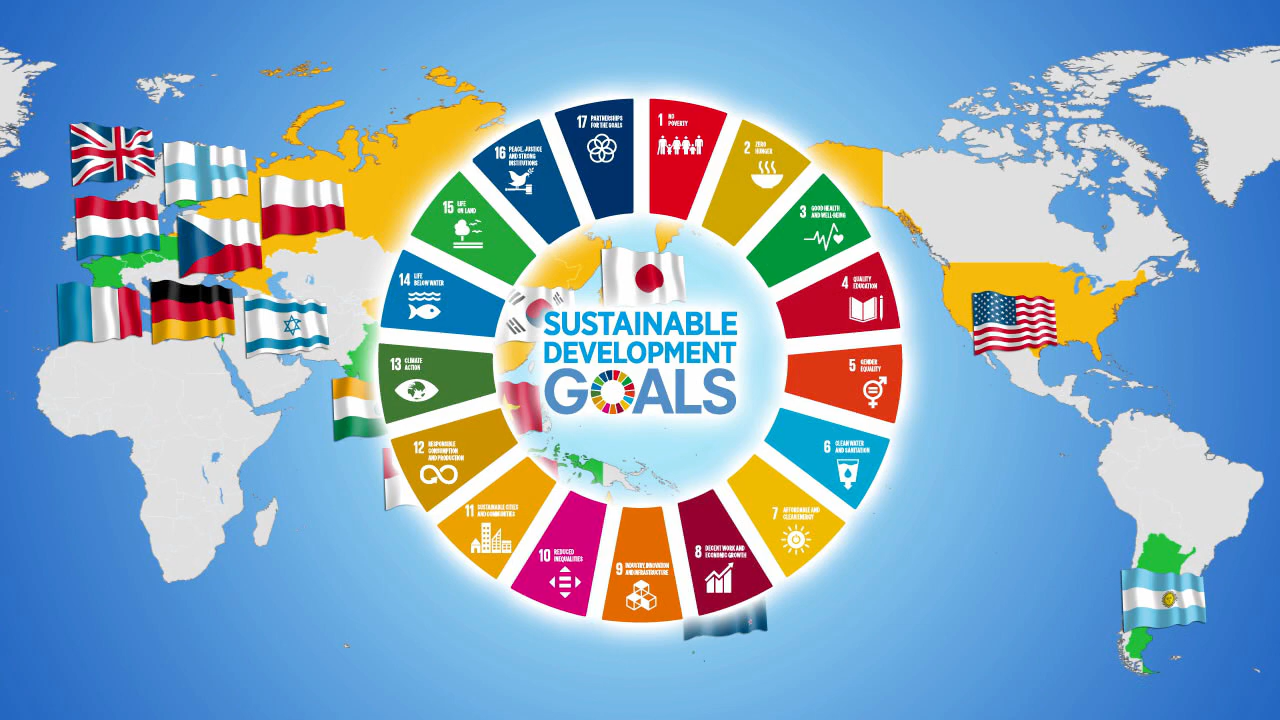 1 NO
POVERTY
2 ZERO
HUNGER
3 GOOD HEALTH
AND WELL-BEING
4 QUALITY
EDUCATION
5 GENDER
EQUALITY
6 CLEAN WATER
AND SANITATION
7 AFFORDABLE AND
CLEAN ENERGY
8 DECENT WORK AND
ECONOMIC GROWTH
9 INDUSTRY, INNOVATION
AND INFRASTRUCTURE
10 REDUCED
INEQUALITIES
11 SUSTAINABLE CITIES
AND COMMUNITIES
12 RESPONSIBLE
CONSUMPTION
AND PRODUCTION
13 CLIMATE
ACTION
14 LIFE
BELOW WATER
15 LIFE
ON LAND
16 PEACE, JUSTICE
AND STRONG
INSTITUTIONS
17 PARTNERSHIPS
FOR THE GOALS
SUSTAINABLE
DEVELOPMENT
GOALS